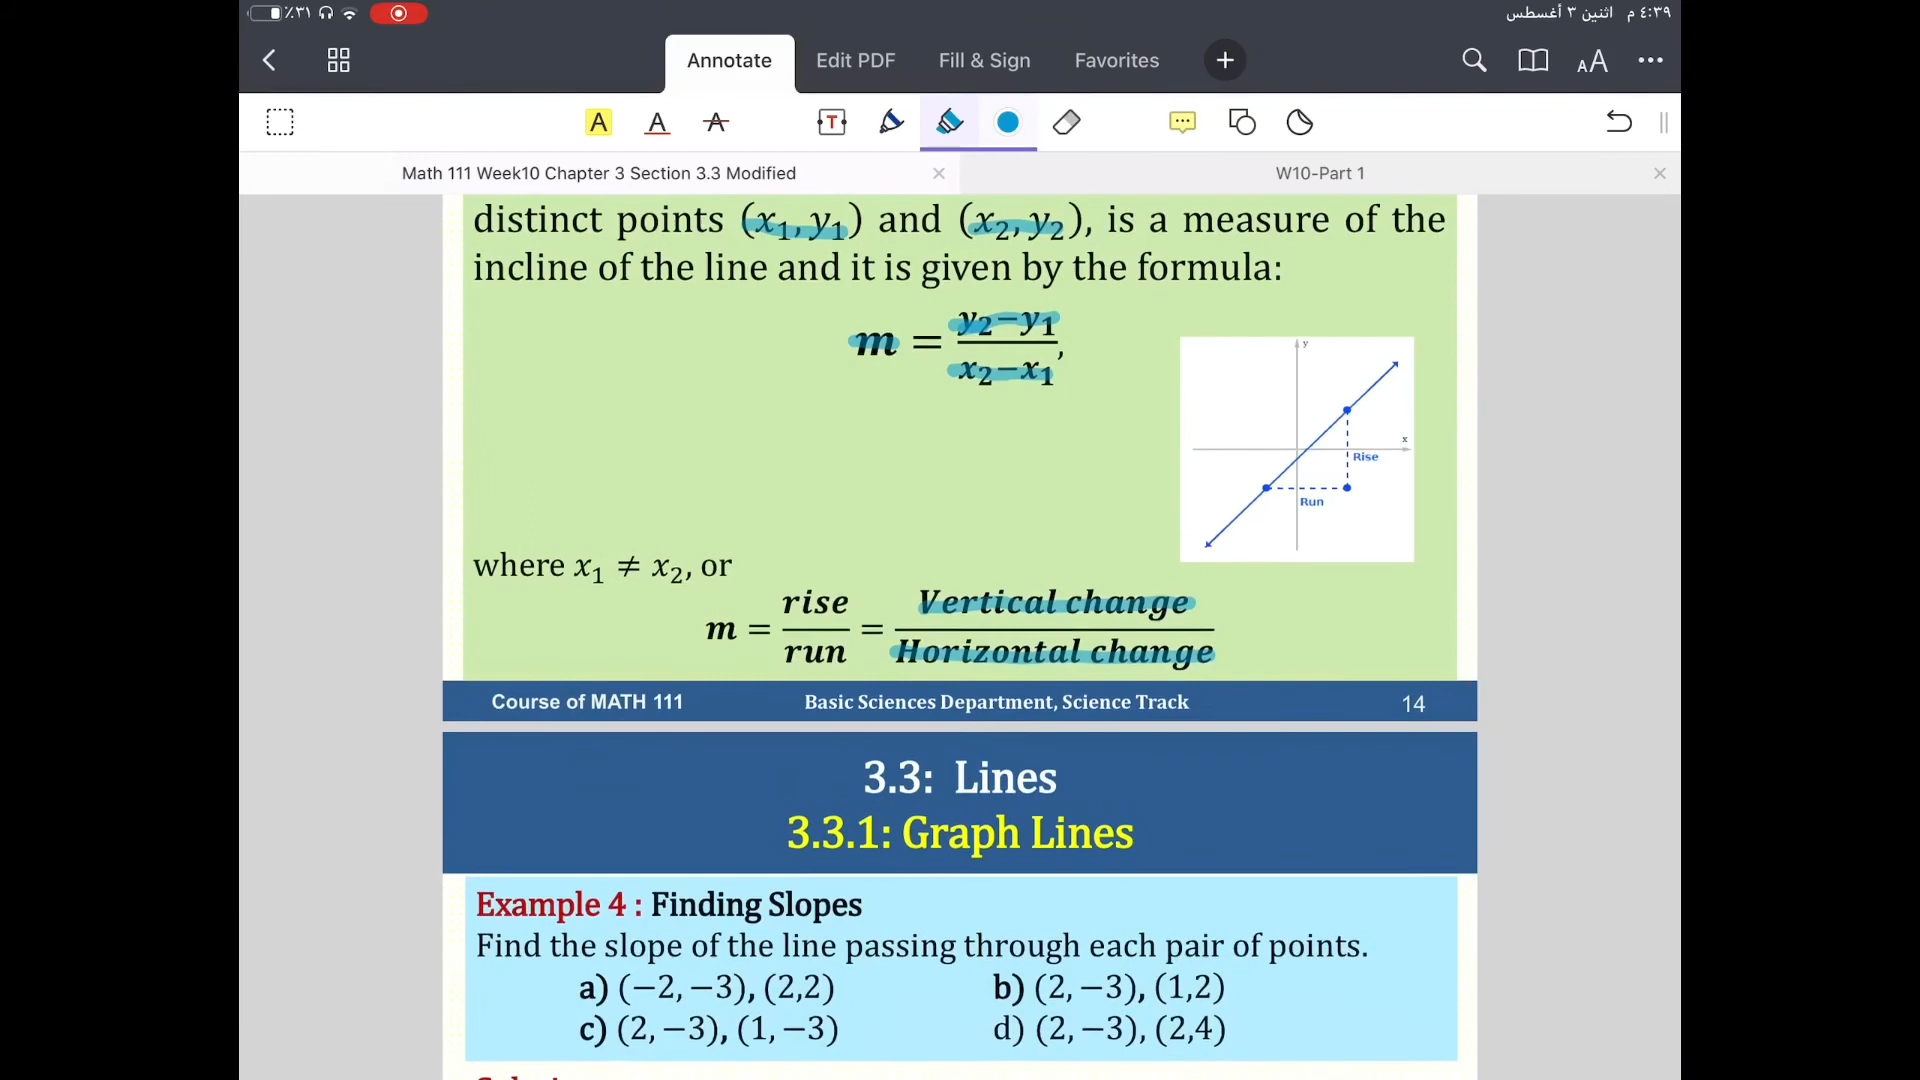 ٪٣١
٤:٣٩ م اثنين ٣ أغسطس
Annotate Edit PDF Fill & Sign Favorites
Math 111 Week10 Chapter 3 Section 3.3 Modified
W10-Part 1
distinct points (x₁, y₁) and (x₂, y₂), is a measure of the
incline of the line and it is given by the formula:
m = (y₂−y₁)/(x₂−x₁),
y
x
Rise
Run
where x₁ ≠ x₂, or
m = rise/run = Vertical change/Horizontal change
Course of MATH 111 Basic Sciences Department, Science Track 14
3.3: Lines
3.3.1: Graph Lines
Example 4 : Finding Slopes
Find the slope of the line passing through each pair of points.
a) (−2, −3), (2,2) b) (2, −3), (1,2)
c) (2, −3), (1, −3) d) (2, −3), (2,4)